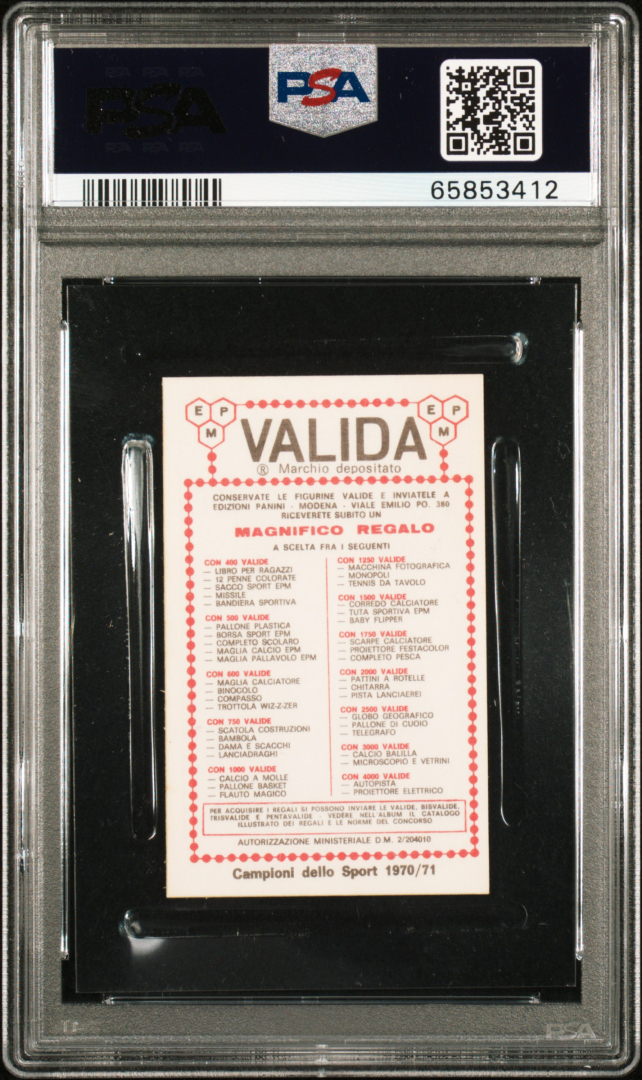 PSA
PSA
65853412
E P M
VALIDA
E P M
® Marchio depositato
CONSERVATE LE FIGURINE VALIDE E INVIATELE A
EDIZIONI PANINI - MODENA - VIALE EMILIO PO. 380
RICEVERETE SUBITO UN
MAGNIFICO REGALO
A SCELTA FRA I SEGUENTI
CON 400 VALIDE
— LIBRO PER RAGAZZI
— 12 PENNE COLORATE
— SACCO SPORT EPM
— MISSILE
— BANDIERA SPORTIVA
CON 500 VALIDE
— PALLONE PLASTICA
— BORSA SPORT EPM
— COMPLETO SCOLARO
— MAGLIA CALCIO EPM
— MAGLIA PALLAVOLO EPM
CON 600 VALIDE
— MAGLIA CALCIATORE
— BINOCOLO
— COMPASSO
— TROTTOLA WIZ-Z-ZER
CON 750 VALIDE
— SCATOLA COSTRUZIONI
— BAMBOLA
— DAMA E SCACCHI
— LANCIADRAGHI
CON 1000 VALIDE
— CALCIO A MOLLE
— PALLONE BASKET
— FLAUTO MAGICO
CON 1250 VALIDE
— MACCHINA FOTOGRAFICA
— MONOPOLI
— TENNIS DA TAVOLO
CON 1500 VALIDE
— CORREDO CALCIATORE
— TUTA SPORTIVA EPM
— BABY FLIPPER
CON 1750 VALIDE
— SCARPE CALCIATORE
— PROIETTORE FESTACOLOR
— COMPLETO PESCA
CON 2000 VALIDE
— PATTINI A ROTELLE
— CHITARRA
— PISTA LANCIAEREI
CON 2500 VALIDE
— GLOBO GEOGRAFICO
— PALLONE DI CUOIO
— TELEGRAFO
CON 3000 VALIDE
— CALCIO BALILLA
— MICROSCOPIO E VETRINI
CON 4000 VALIDE
— AUTOPISTA
— PROIETTORE ELETTRICO
PER ACQUISIRE I REGALI SI POSSONO INVIARE LE VALIDE, BISVALIDE,
TRISVALIDE E PENTAVALIDE - VEDERE NELL'ALBUM IL CATALOGO
ILLUSTRATO DEI REGALI E LE NORME DEL CONCORSO
AUTORIZZAZIONE MINISTERIALE D.M. 2/204010
Campioni dello Sport 1970/71
PSA